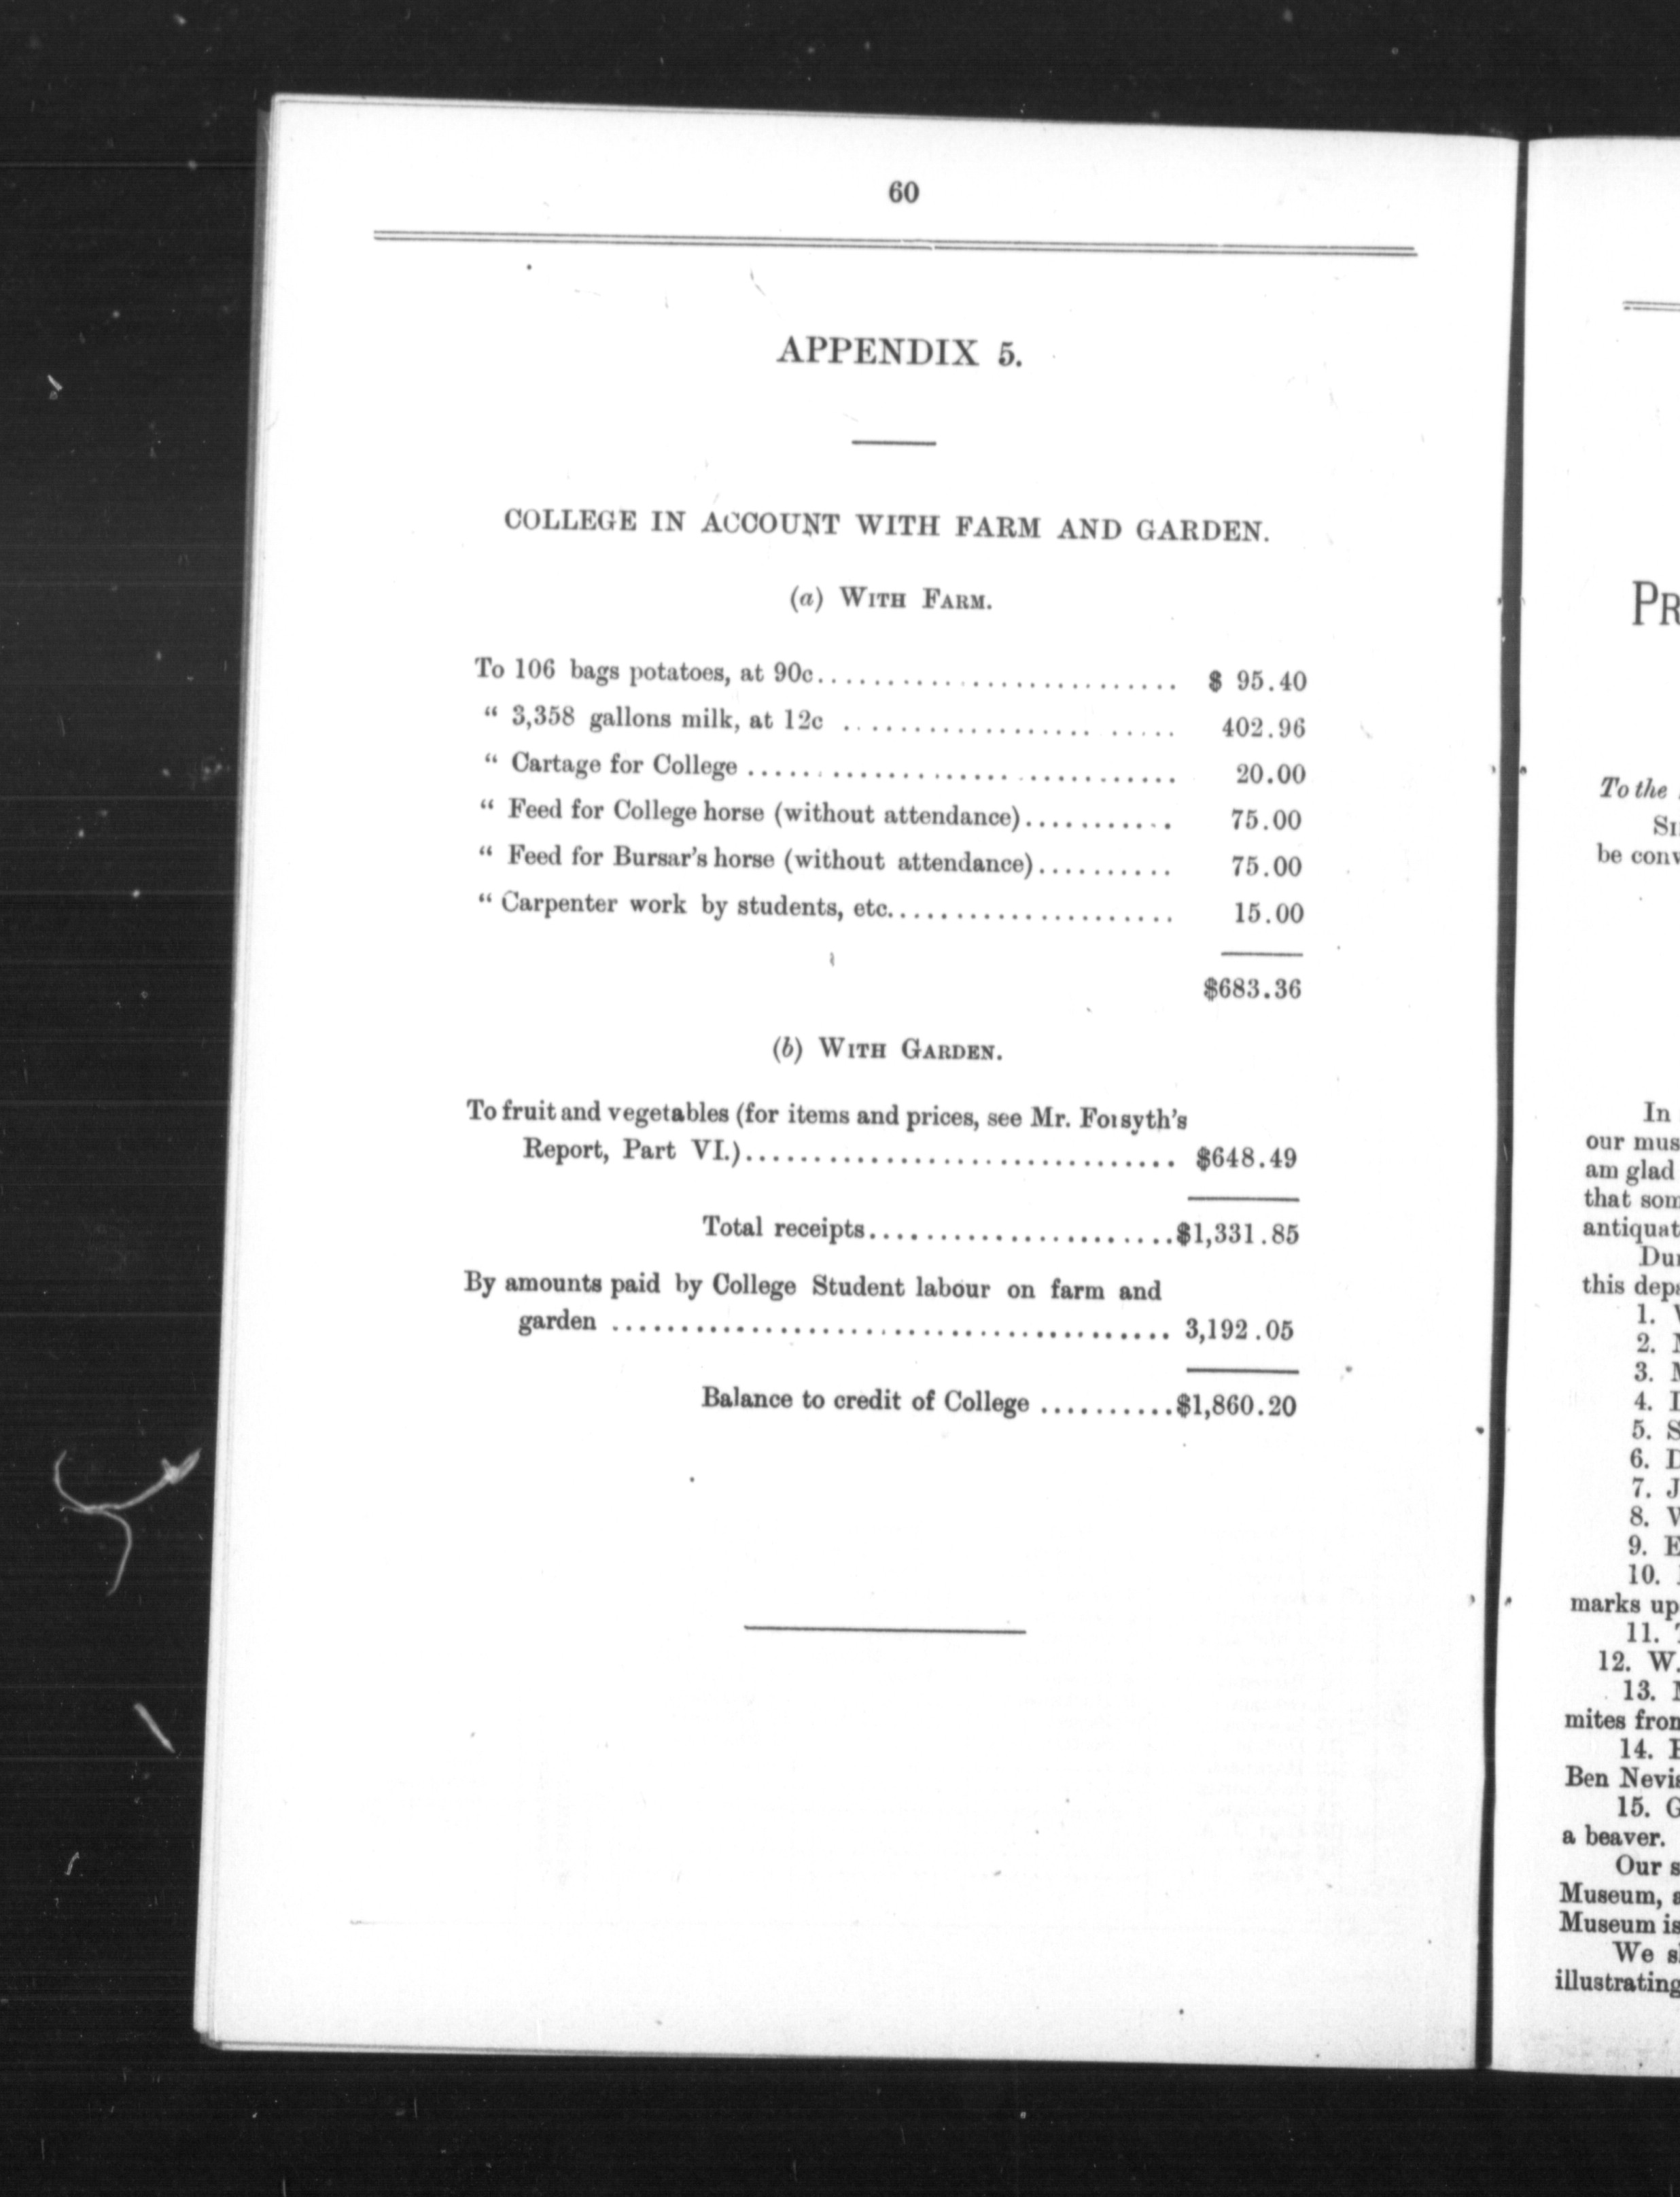 60
APPENDIX 5.
COLLEGE IN ACCOUNT WITH FARM AND GARDEN.
(a) WITH FARM.
To 106 bags potatoes, at 90c.......................... $ 95.40
“ 3,358 gallons milk, at 12c ........................ 402.96
“ Cartage for College ............................... 20.00
“ Feed for College horse (without attendance)........... 75.00
“ Feed for Bursar's horse (without attendance).......... 75.00
“ Carpenter work by students, etc..................... 15.00
$683.36
(b) WITH GARDEN.
To fruit and vegetables (for items and prices, see Mr. Forsyth's
Report, Part VI.)................................ $648.49
Total receipts......................$1,331.85
By amounts paid by College Student labour on farm and
garden ......................................... 3,192.05
Balance to credit of College ..........$1,860.20
PR
To the
be conv
In
our mus
am glad
that som
antiquat
Dur
this depa
1.
2.
3.
4.
5. S
6. D
7. J
8.
9. E
10.
marks up
11.
12. W.
13.
mites from
14.
Ben Nevis
15. G
a beaver.
Our s
Museum, a
Museum is
We s
illustrating